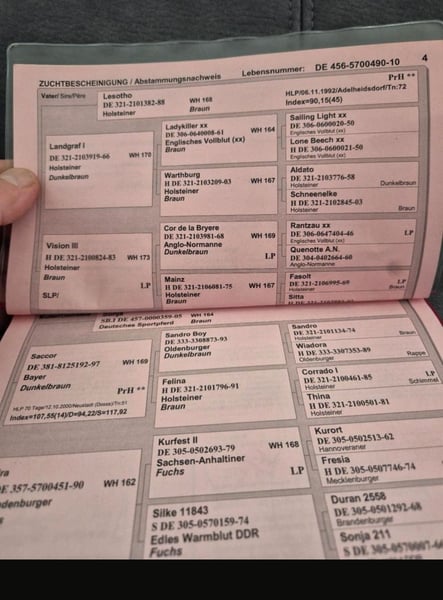 4
ZUCHTBESCHEINIGUNG / Abstammungsnachweis Lebensnummer: DE 456-5700490-10
PrH **
Vater/ Sire/Père
Lesotho
DE 321-2101382-88 WH 168
Holsteiner Braun
HLP/06.11.1992/Adelheidsdorf/Tn:72
Index=90,15(45)
Landgraf I
DE 321-2103919-66 WH 170
Holsteiner
Dunkelbraun
Ladykiller xx
DE 306-0640008-61 WH 164
Englisches Vollblut (xx)
Braun
Sailing Light xx
DE 306-0600020-50
Englisches Vollblut (xx)
Lone Beech xx
H DE 306-0600021-50
Englisches Vollblut (xx)
Warthburg
H DE 321-2103209-03 WH 167
Holsteiner
Braun
Aldato
DE 321-2103776-58
Holsteiner Dunkelbraun
Schneenelke
H DE 321-2102845-03
Holsteiner Braun
Vision III
H DE 321-2100824-83 WH 173
Holsteiner
Braun
LP
SLP/
Cor de la Bryere
DE 321-2103981-68 WH 169
Anglo-Normanne
Dunkelbraun LP
Rantzau xx
DE 306-0647404-46 LP
Englisches Vollblut (xx)
Quenotte A.N.
DE 304-0402664-60
Anglo-Normanne
Mainz
H DE 321-2106081-75 WH 167
Holsteiner
Braun
Fasolt
DE 321-2106995-69 LP
Holsteiner Braun
Sitta
WH 164
Deutsches Sportpferd Braun
Saccor
DE 381-8125192-97 WH 169
Bayer
Dunkelbraun
PrH **
HLP 70 Tage/12.10.2000/Neustadt (Dosse)/Tn:51
Index=107,55(14)/D=94,22/S=117,92
Sandro Boy
DE 333-3308873-93
Oldenburger
Dunkelbraun
Sandro
DE 321-2101134-74
Holsteiner Braun
Wiadora
H DE 333-3307353-89
Oldenburger Rappe
Felina
H DE 321-2101796-91
Holsteiner
Braun
Corrado I
DE 321-2100461-85 LP
Holsteiner Schimmel
Thina
H DE 321-2100501-81
Holsteiner
ra
DE 357-5700451-90 WH 162
denburger
Kurfest II
DE 305-0502693-79 WH 168
Sachsen-Anhaltiner
Fuchs LP
Kurort
DE 305-0502513-62
Hannoveraner
Fresia
H DE 305-0507746-74
Mecklenburger
Silke 11843
S DE 305-0570159-74
Edles Warmblut DDR
Fuchs
Duran 2558
DE 305-0501292-68
Brandenburger
Sonja 211